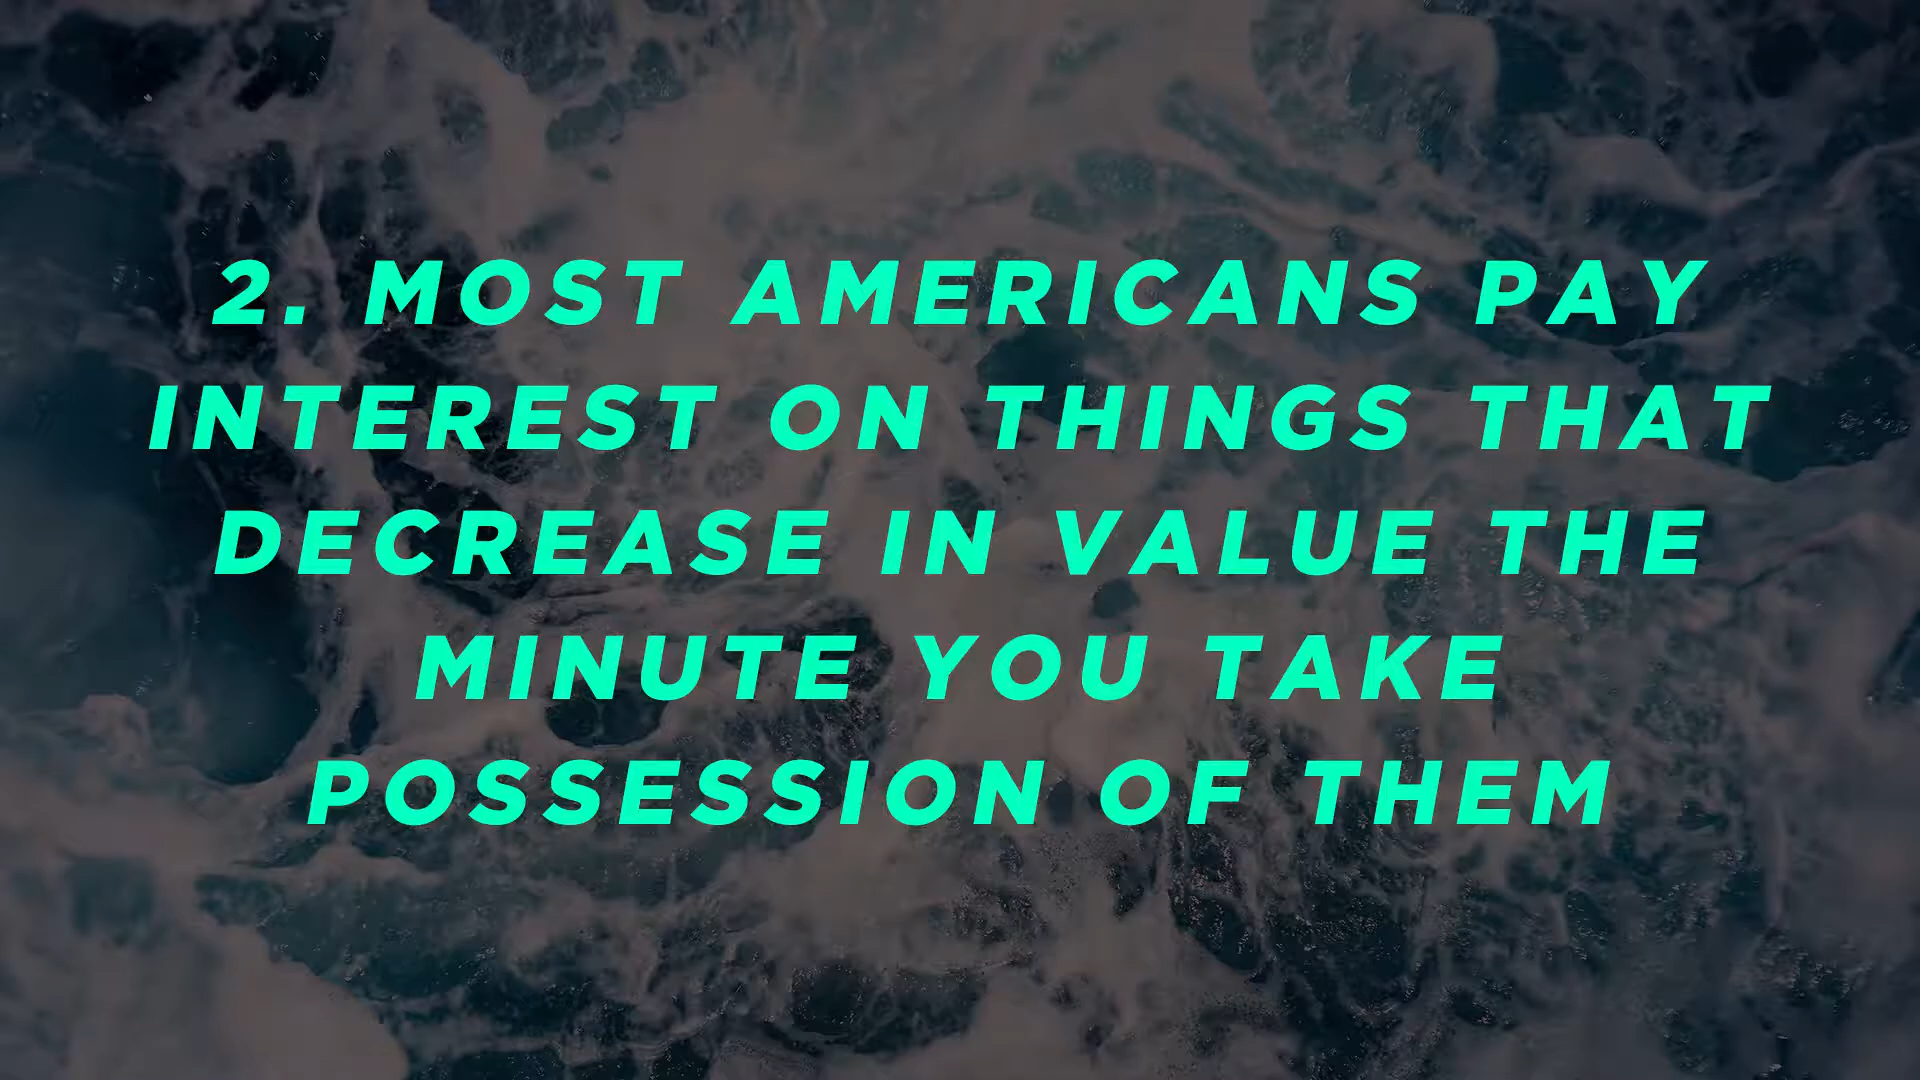 2. MOST AMERICANS PAY
INTEREST ON THINGS THAT
DECREASE IN VALUE THE
MINUTE YOU TAKE
POSSESSION OF THEM